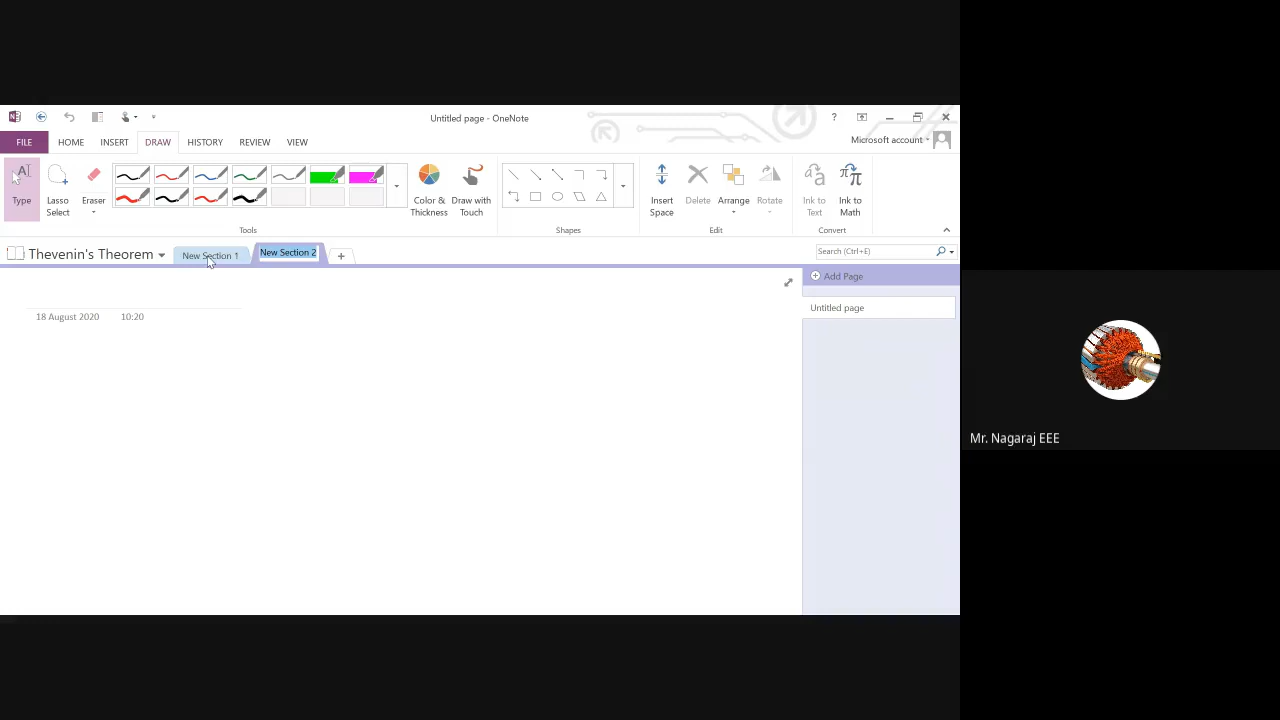 Untitled page - OneNote
?
FILE HOME INSERT DRAW HISTORY REVIEW VIEW
Microsoft account
Type
Lasso Select
Eraser
Color & Thickness
Draw with Touch
Insert Space
Delete
Arrange
Rotate
Ink to Text
Ink to Math
Tools
Shapes
Edit
Convert
Thevenin's Theorem
New Section 1
New Section 2
+
Search (Ctrl+E)
Add Page
Untitled page
18 August 2020 10:20
Mr. Nagaraj EEE